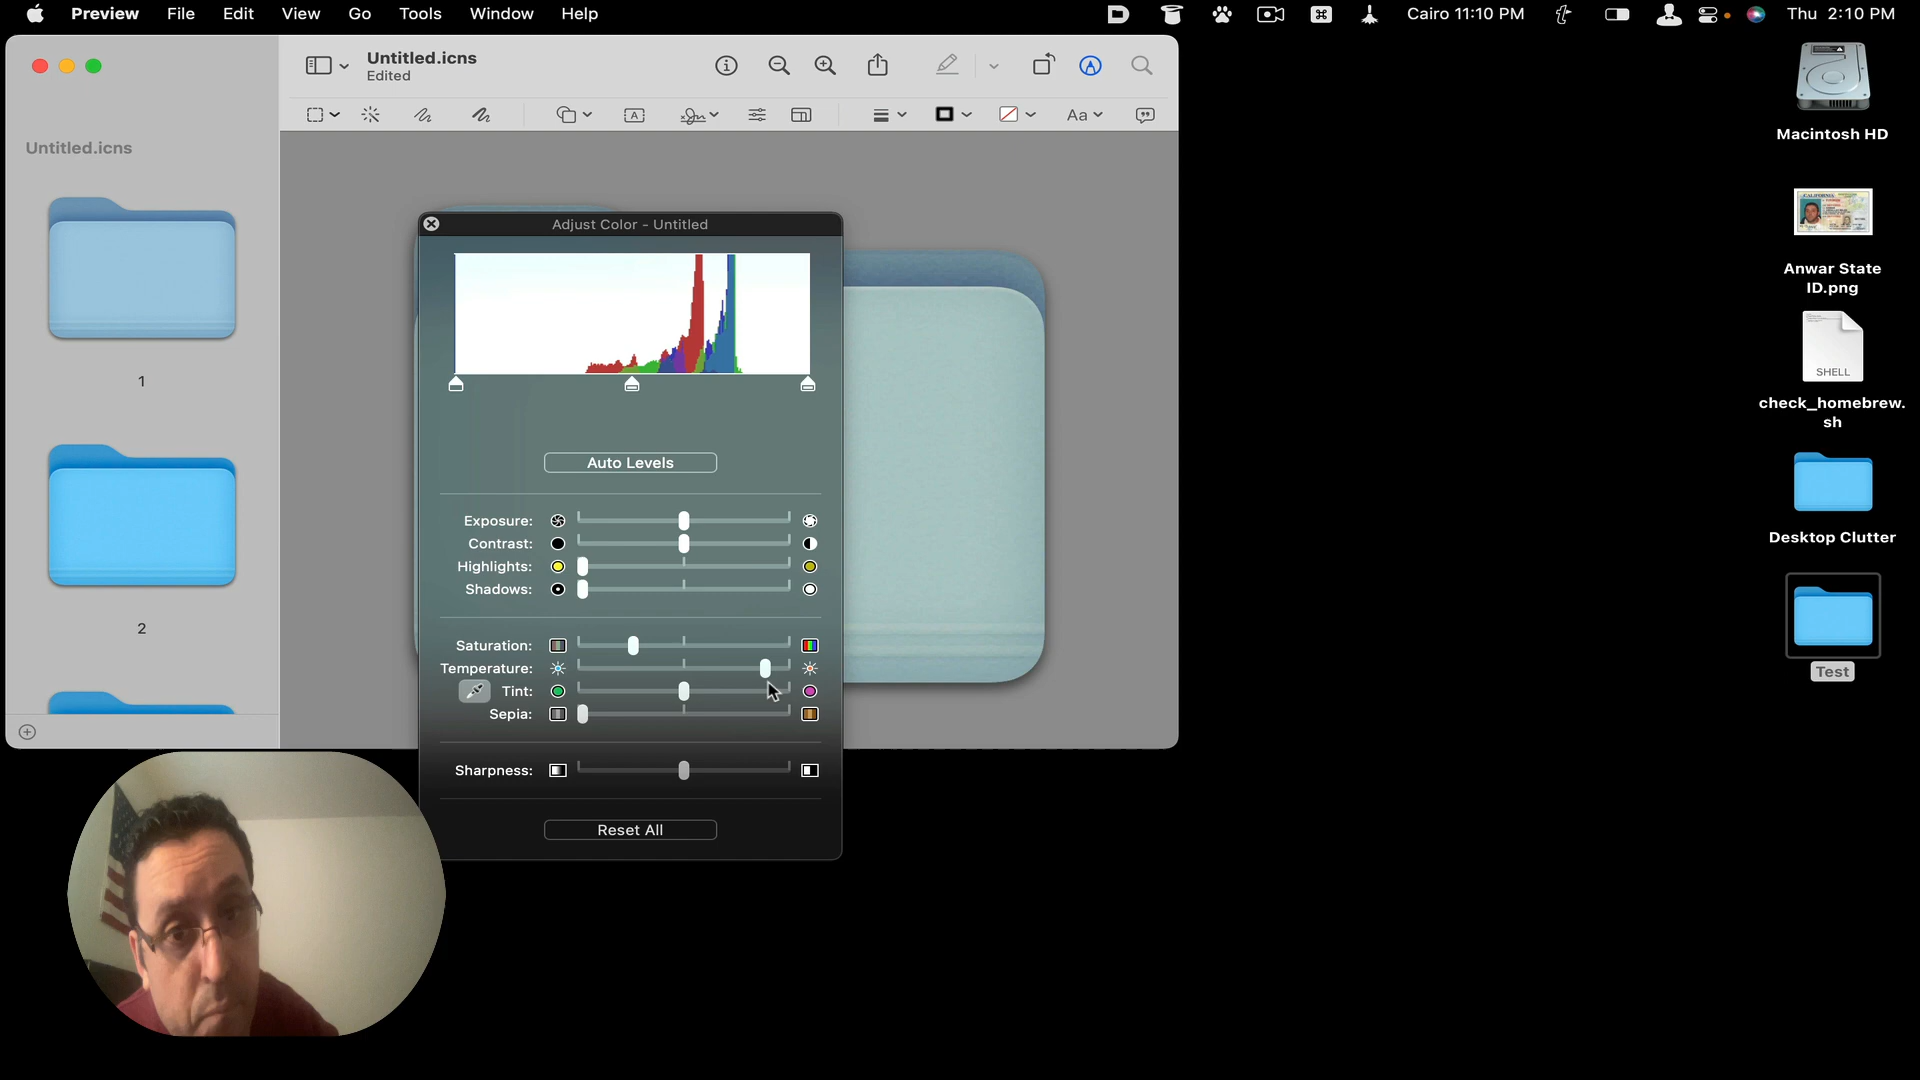 Preview File Edit View Go Tools Window Help Cairo 11:10 PM Thu 2:10 PM
Untitled.icns
Edited
A
Aa
Untitled.icns
1
2
Adjust Color - Untitled
Auto Levels
Exposure:
Contrast:
Highlights:
Shadows:
Saturation:
Temperature:
Tint:
Sepia:
Sharpness:
Reset All
Macintosh HD
CALIFORNIA
Anwar State
ID.png
SHELL
check_homebrew.
sh
Desktop Clutter
Test